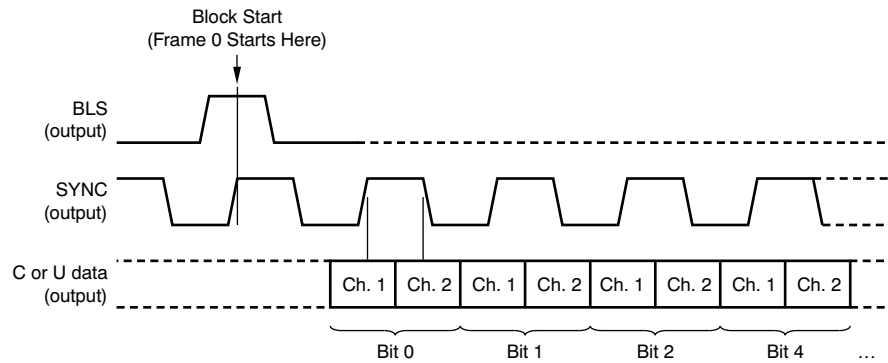 Block Start
(Frame 0 Starts Here)
BLS
(output)
SYNC
(output)
C or U data
(output)
Ch. 1 Ch. 2 Ch. 1 Ch. 2 Ch. 1 Ch. 2 Ch. 1 Ch. 2
Bit 0 Bit 1 Bit 2 Bit 4 ...